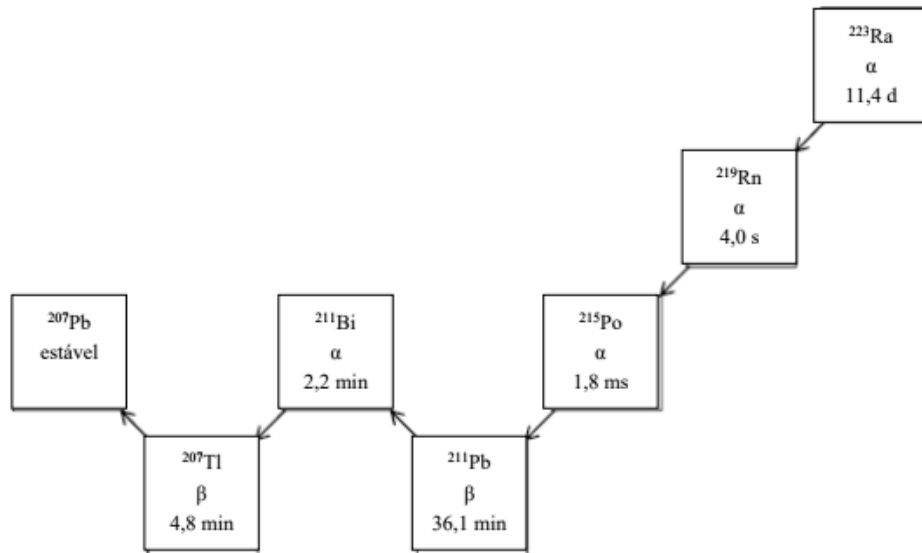 ²²³Ra
α
11,4 d
²¹⁹Rn
α
4,0 s
²¹⁵Po
α
1,8 ms
²¹¹Pb
β
36,1 min
²¹¹Bi
α
2,2 min
²⁰⁷Tl
β
4,8 min
²⁰⁷Pb
estável